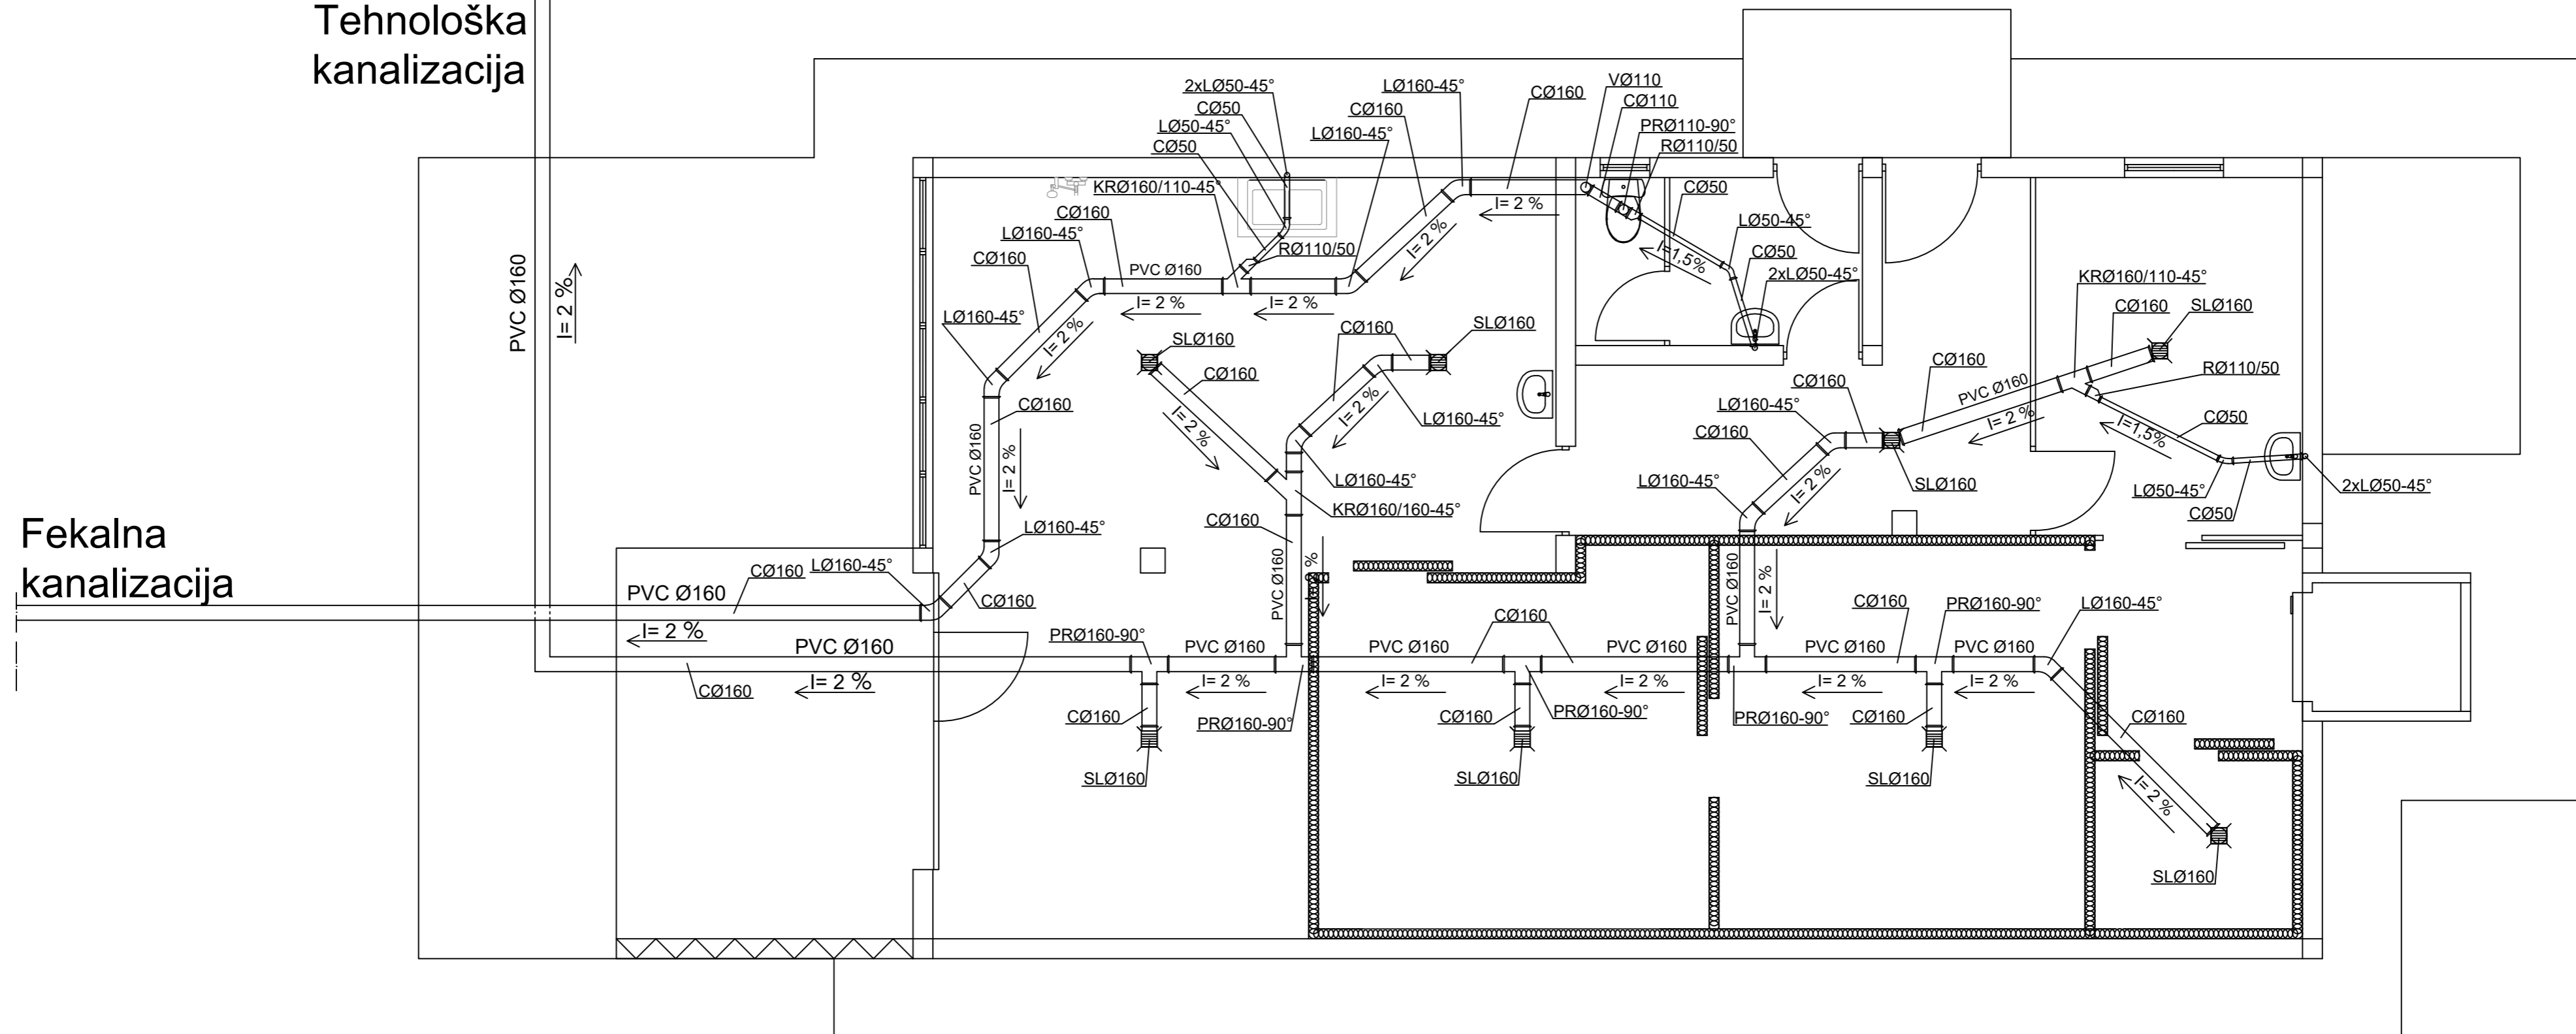 Tehnološka
kanalizacija
2xLØ50-45°
CØ50
LØ50-45°
CØ50
LØ160-45°
CØ160
LØ160-45°
CØ160
VØ110
CØ110
PRØ110-90°
RØ110/50
KRØ160/110-45°
CØ160
LØ160-45°
CØ160
RØ110/50
PVC Ø160
I= 2 %
I= 2 %
I= 2 %
I= 2 %
CØ50
LØ50-45°
CØ50
2xLØ50-45°
I=1,5%
PVC Ø160
I= 2 %
LØ160-45°
I= 2 %
SLØ160
CØ160
I= 2 %
CØ160
SLØ160
I= 2 %
LØ160-45°
LØ160-45°
KRØ160/160-45°
CØ160
KRØ160/110-45°
CØ160
SLØ160
RØ110/50
CØ160
PVC Ø160
I= 2 %
CØ50
I=1,5%
LØ50-45°
CØ50
2xLØ50-45°
CØ160
LØ160-45°
CØ160
LØ160-45°
I= 2 %
SLØ160
CØ160
PVC Ø160
I= 2 %
LØ160-45°
CØ160
PVC Ø160
%
PVC Ø160
I= 2 %
Fekalna
kanalizacija
PVC Ø160
CØ160
LØ160-45°
I= 2 %
PVC Ø160
CØ160
I= 2 %
PRØ160-90°
PVC Ø160
I= 2 %
CØ160
SLØ160
PRØ160-90°
PVC Ø160
CØ160
PVC Ø160
I= 2 %
I= 2 %
CØ160
PRØ160-90°
SLØ160
PRØ160-90°
PVC Ø160
CØ160
PRØ160-90°
PVC Ø160
LØ160-45°
I= 2 %
I= 2 %
CØ160
SLØ160
CØ160
I= 2 %
SLØ160